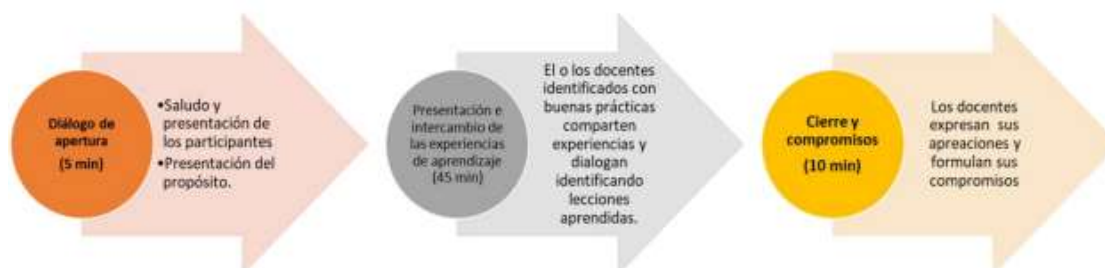 Diálogo de
apertura
(5 min)
•Saludo y
presentación de
los participantes
•Presentación del
propósito.
Presentación e
intercambio de
las experiencias
de aprendizaje
(45 min)
El o los docentes
identificados con
buenas prácticas
comparten
experiencias y
dialogan
identificando
lecciones
aprendidas.
Cierre y
compromisos
(10 min)
Los docentes
expresan sus
apreaciones y
formulan sus
compromisos